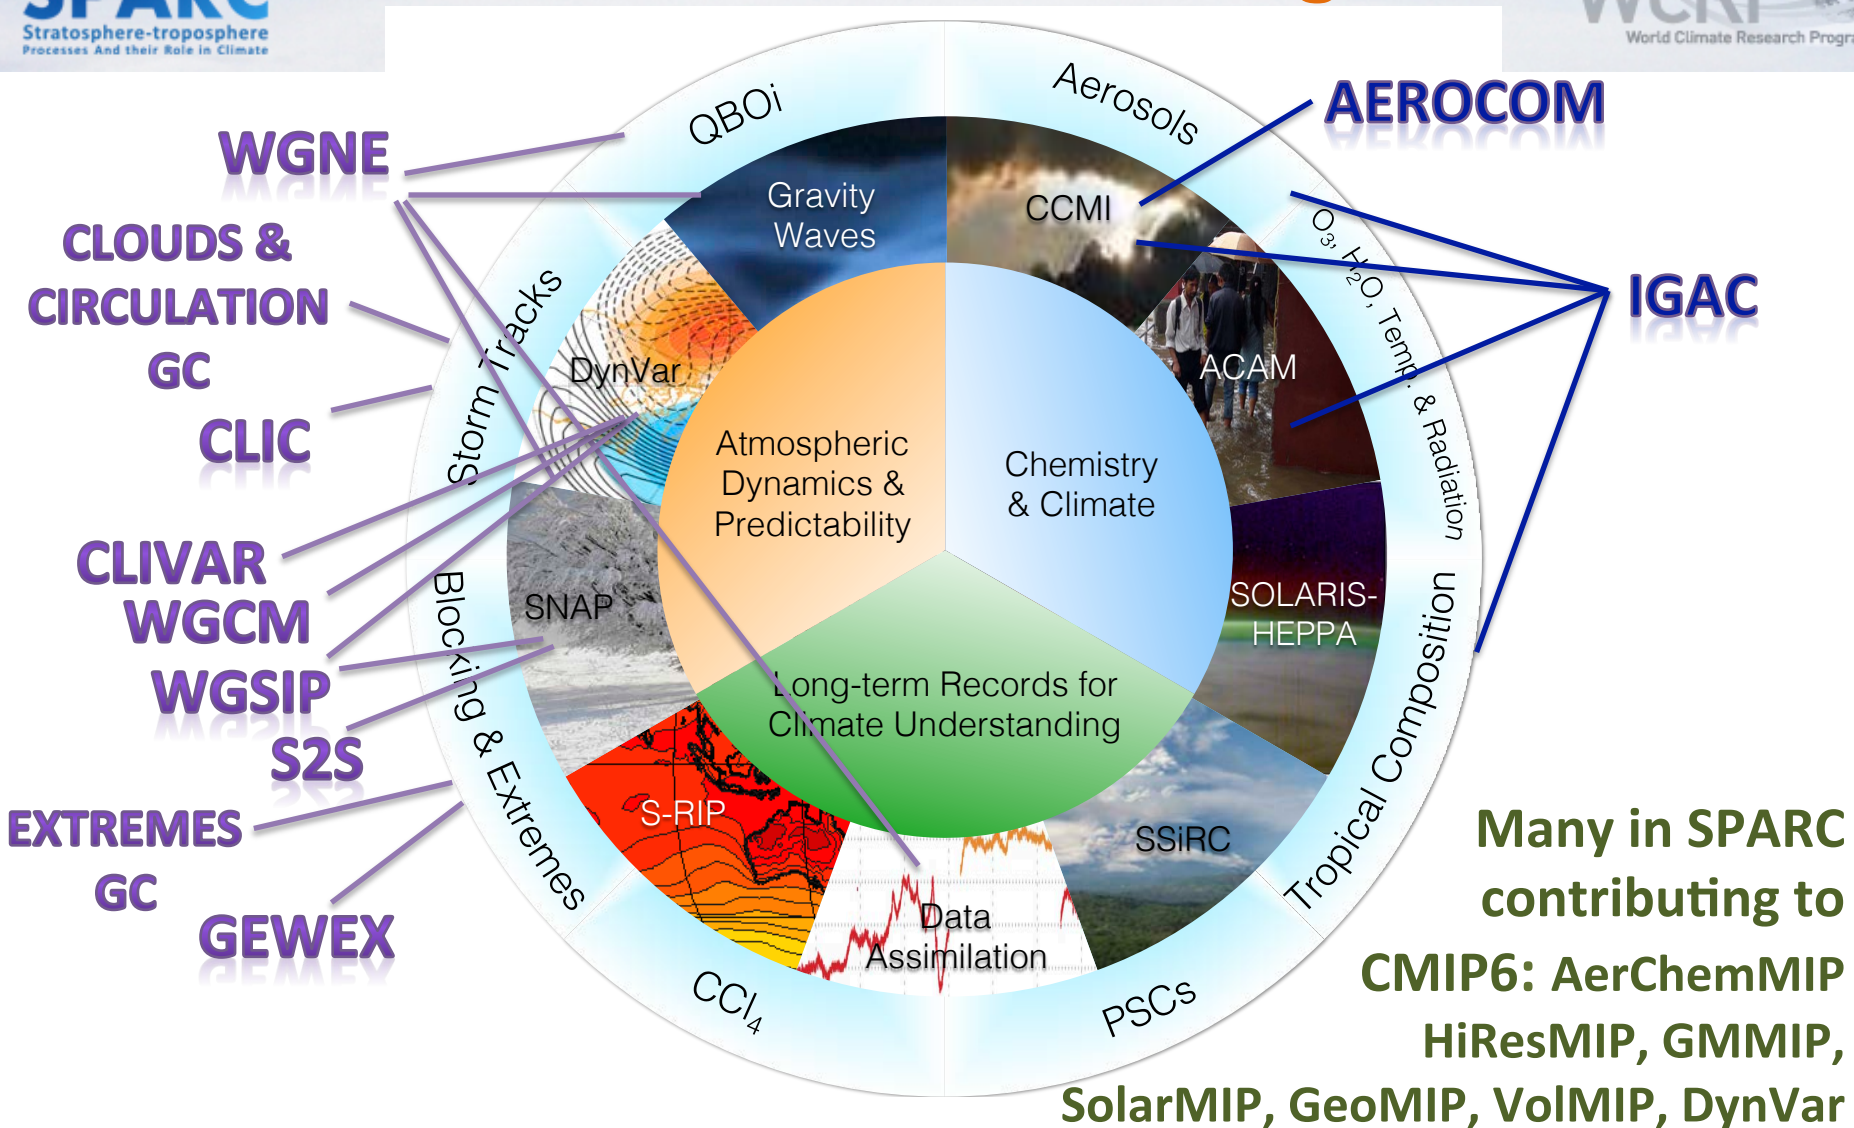 SPARC
Stratosphere-troposphere
Processes And their Role in Climate
WCRP
World Climate Research Progra
QBOi
Aerosols
O3, H2O, Temp. & Radiation
Tropical Composition
PSCs
CCl4
Blocking & Extremes
Storm Tracks
Gravity
Waves
CCMI
ACAM
SOLARIS-
HEPPA
SSiRC
Data
Assimilation
S-RIP
SNAP
DynVar
Atmospheric
Dynamics &
Predictability
Chemistry
& Climate
Long-term Records for
Climate Understanding
WGNE
CLOUDS &
CIRCULATION
GC
CLIC
CLIVAR
WGCM
WGSIP
S2S
EXTREMES
GC
GEWEX
AEROCOM
IGAC
Many in SPARC
contributing to
CMIP6: AerChemMIP
HiResMIP, GMMIP,
SolarMIP, GeoMIP, VolMIP, DynVar